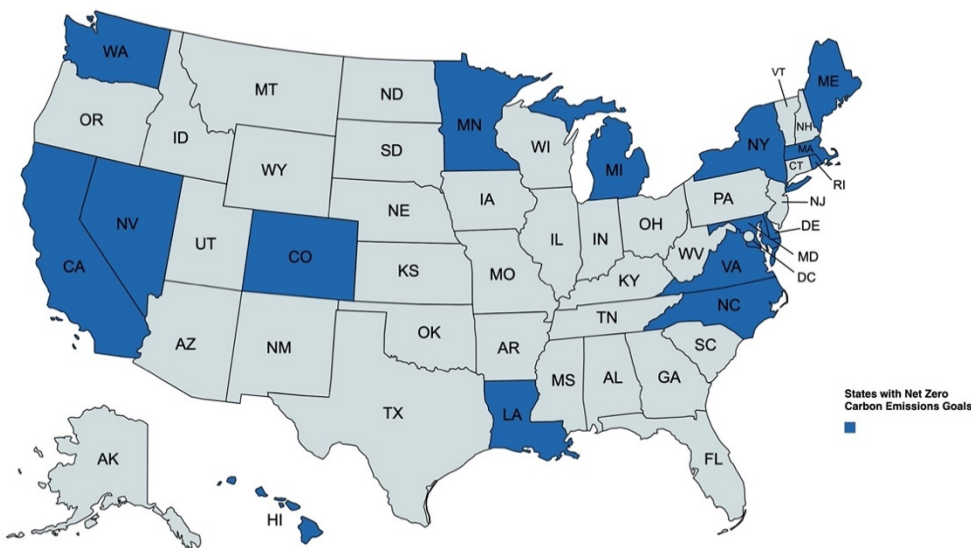 WA
MT
ND
MN
VT
ME
OR
ID
SD
WI
MI
NY
NH
MA
CT
RI
WY
IA
PA
NJ
NV
UT
NE
IL
IN
OH
DE
CA
CO
KS
MO
WV
VA
MD
DC
KY
NC
AZ
NM
OK
TN
AR
SC
MS
AL
GA
TX
LA
FL
AK
HI
States with Net Zero
Carbon Emissions Goals